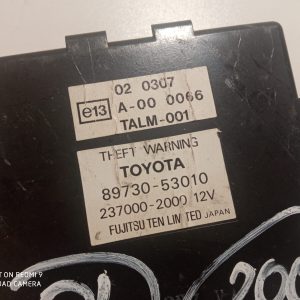 02 0307
e13
A-00 0066
TALM-001
THEFT WARNING
TOYOTA
89730-53010
237000-2000 12V
FUJITSU TEN LIMITED JAPAN
200
ON REDMI 9
AD CAMERA